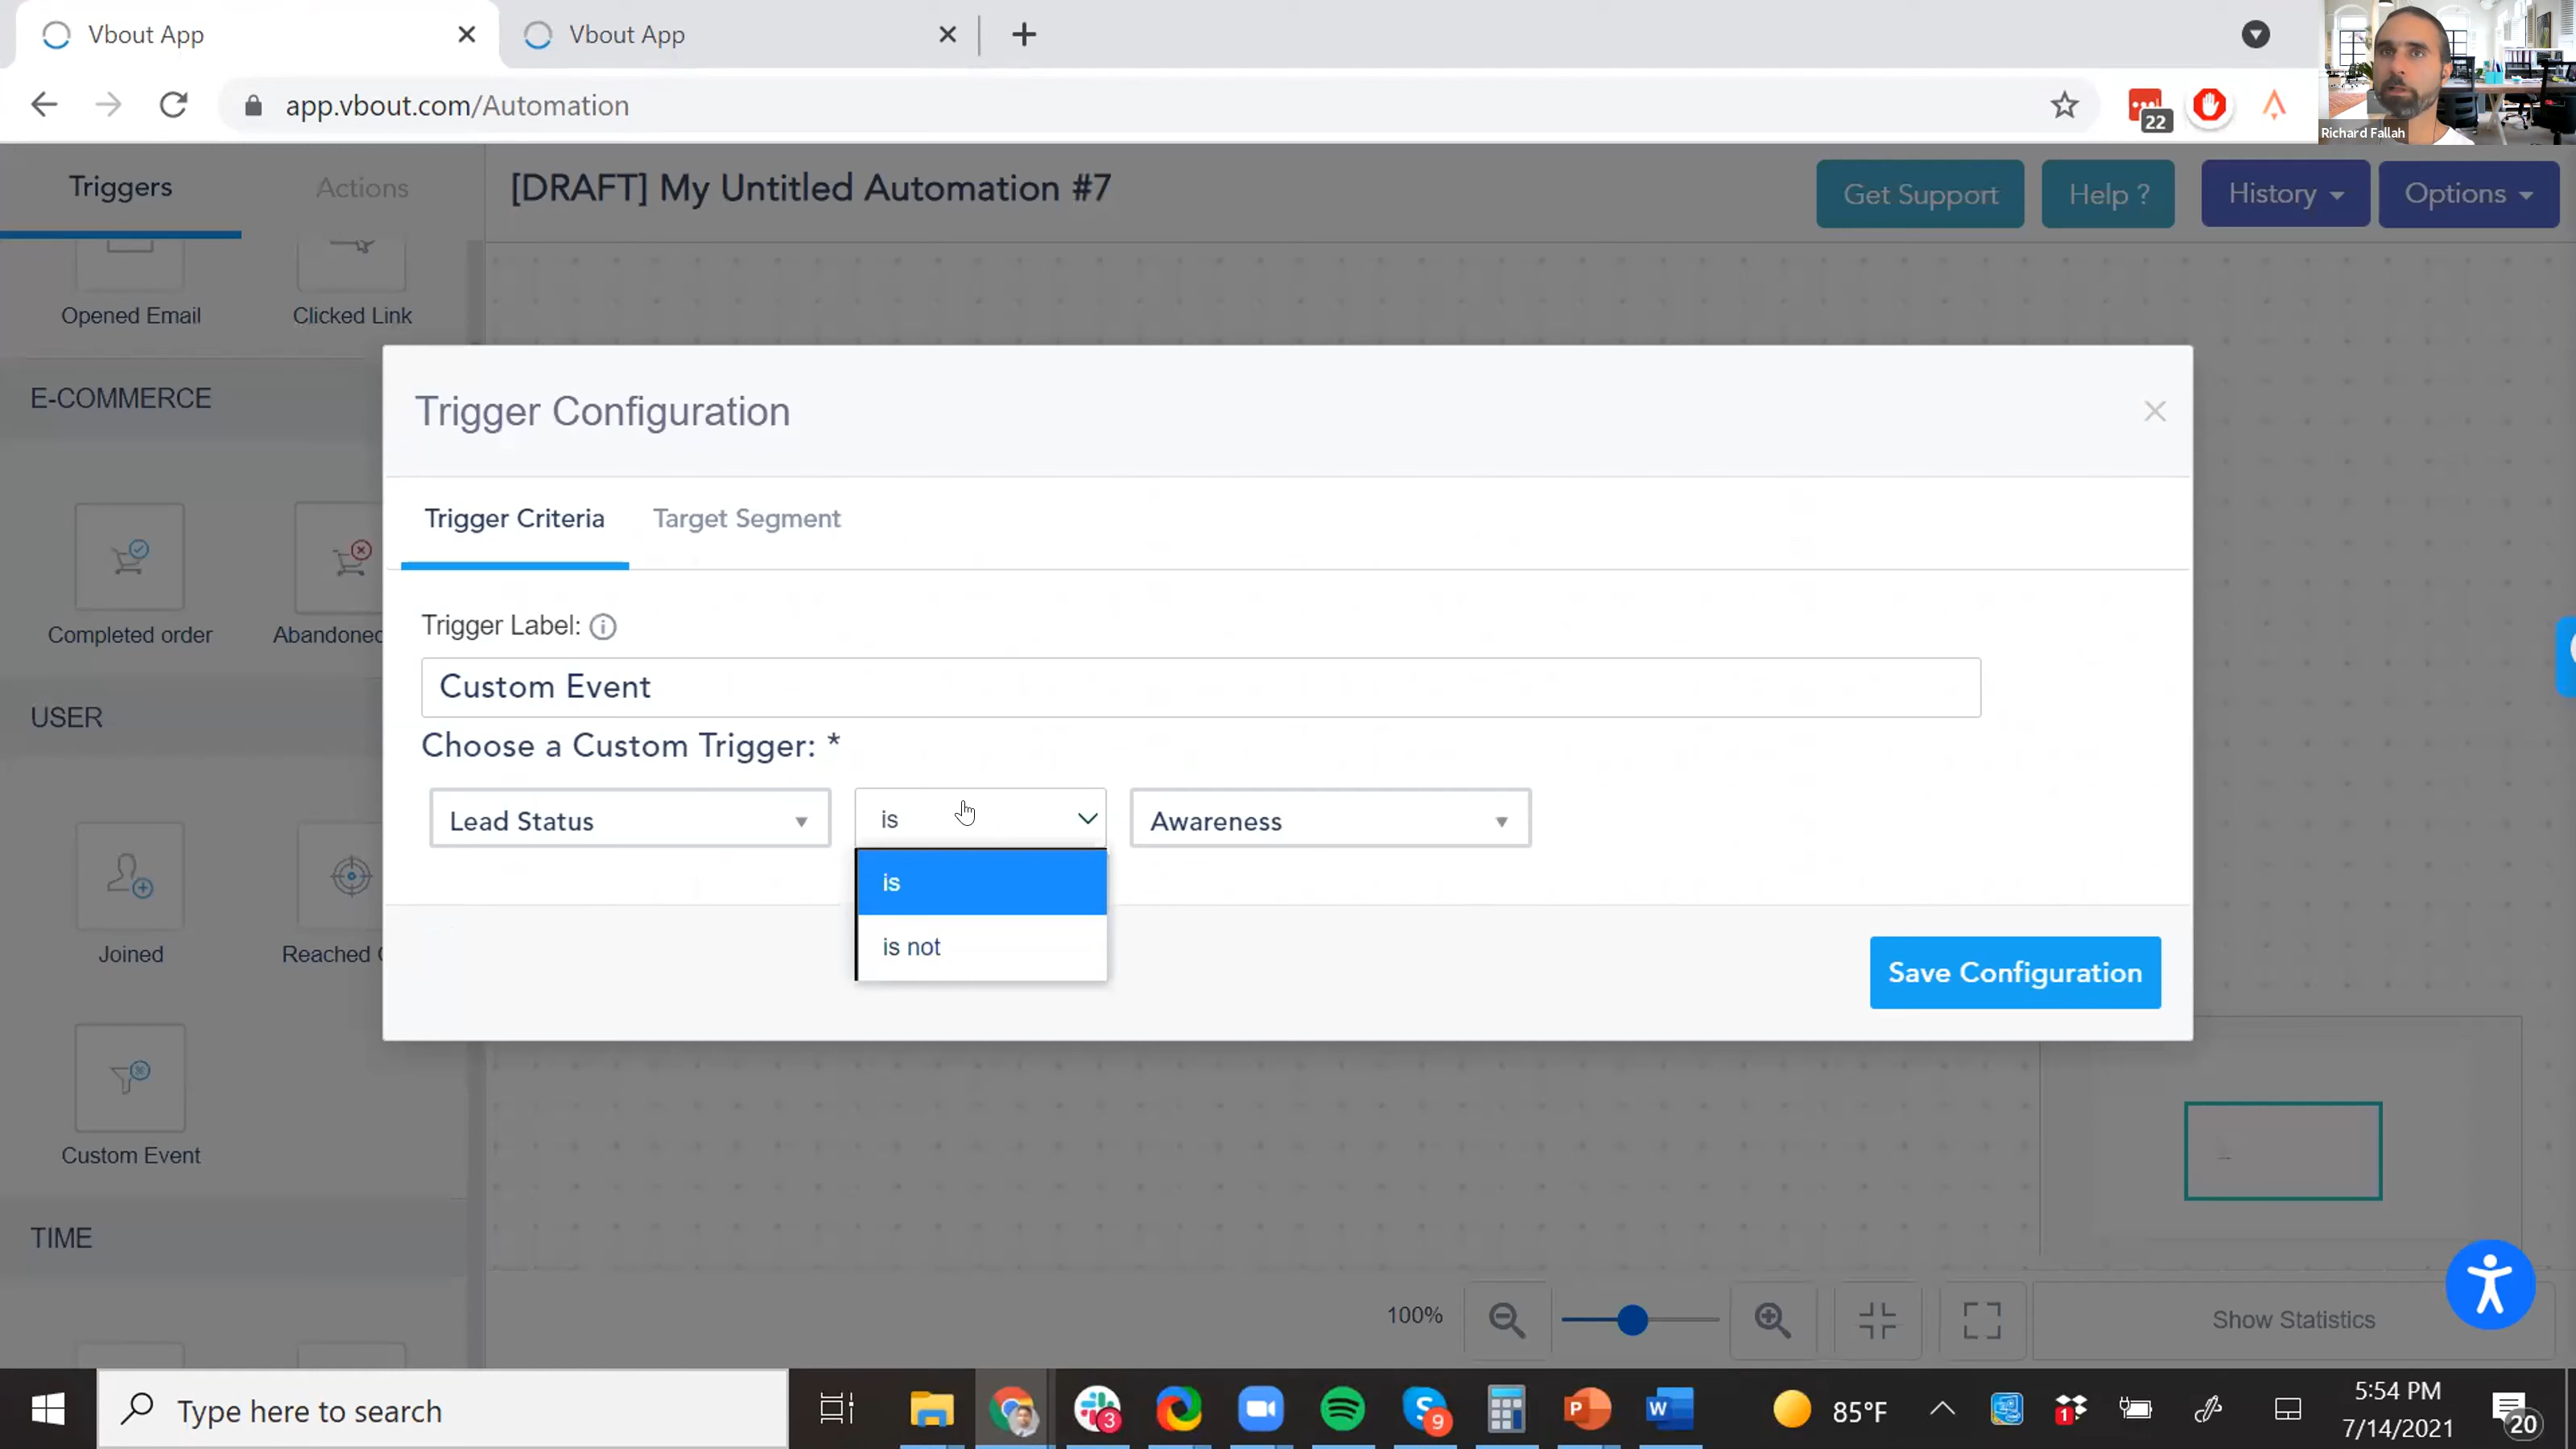 Vbout App
Vbout App
app.vbout.com/Automation
22
Richard Fallah
Triggers
Actions
[DRAFT] My Untitled Automation #7
Get Support
Help ?
History
Options
Opened Email
Clicked Link
E-COMMERCE
Completed order
Abandoned
USER
Joined
Reached
Custom Event
TIME
Trigger Configuration
Trigger Criteria
Target Segment
Trigger Label:
Custom Event
Choose a Custom Trigger: *
Lead Status
is
Awareness
is
is not
Save Configuration
100%
Show Statistics
Type here to search
3
9
P
W
85°F
1
5:54 PM
7/14/2021
20